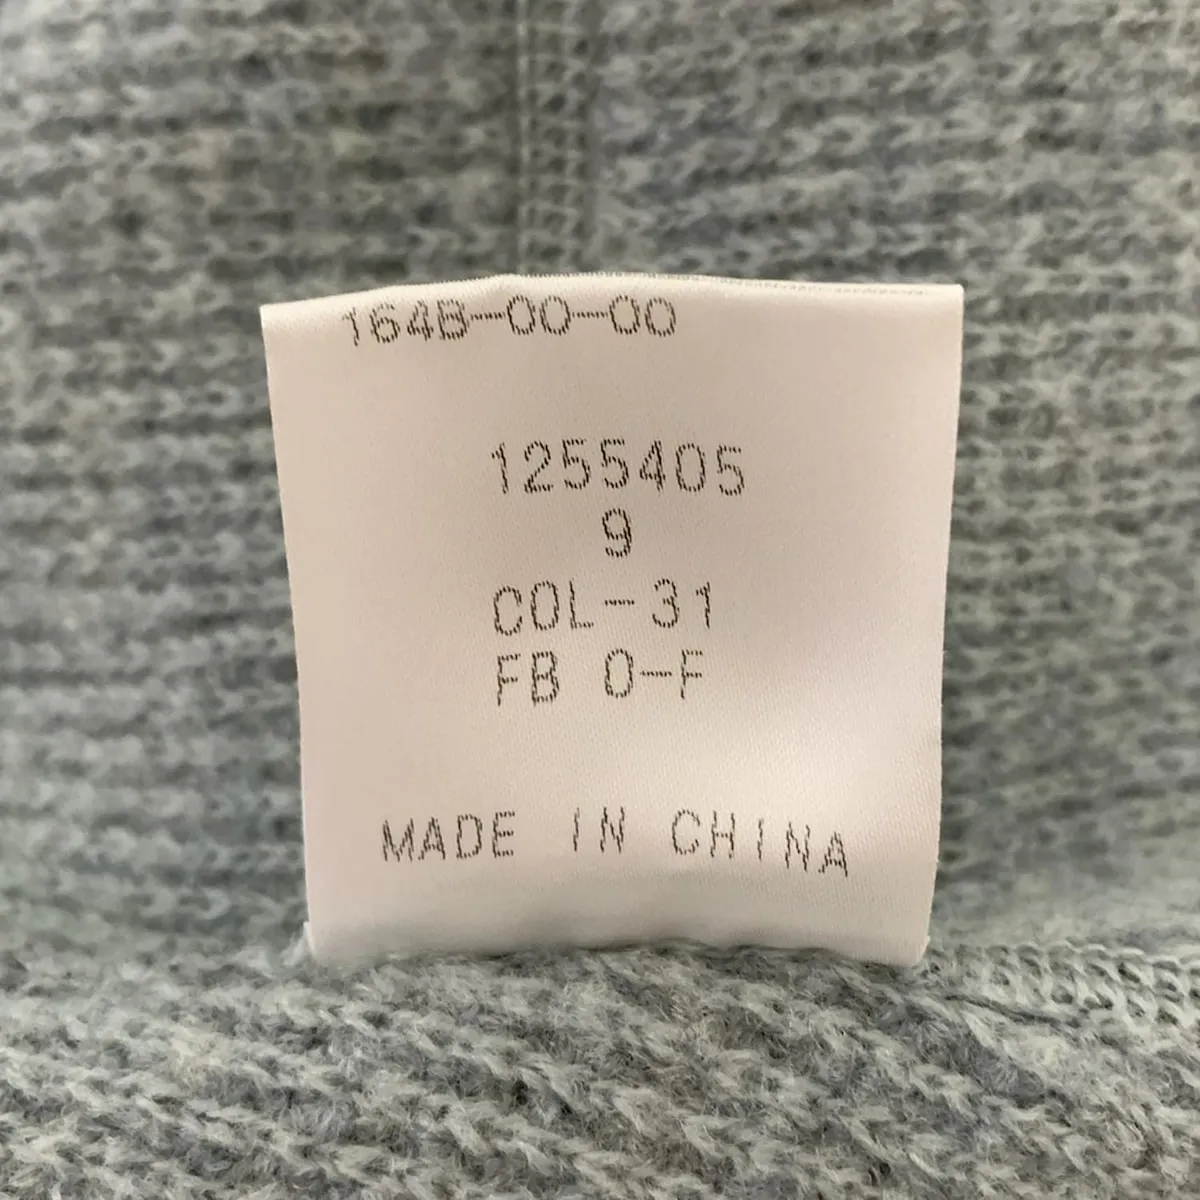 164B-00-00
1255405
9
COL-31
FB 0-F
MADE IN CHINA